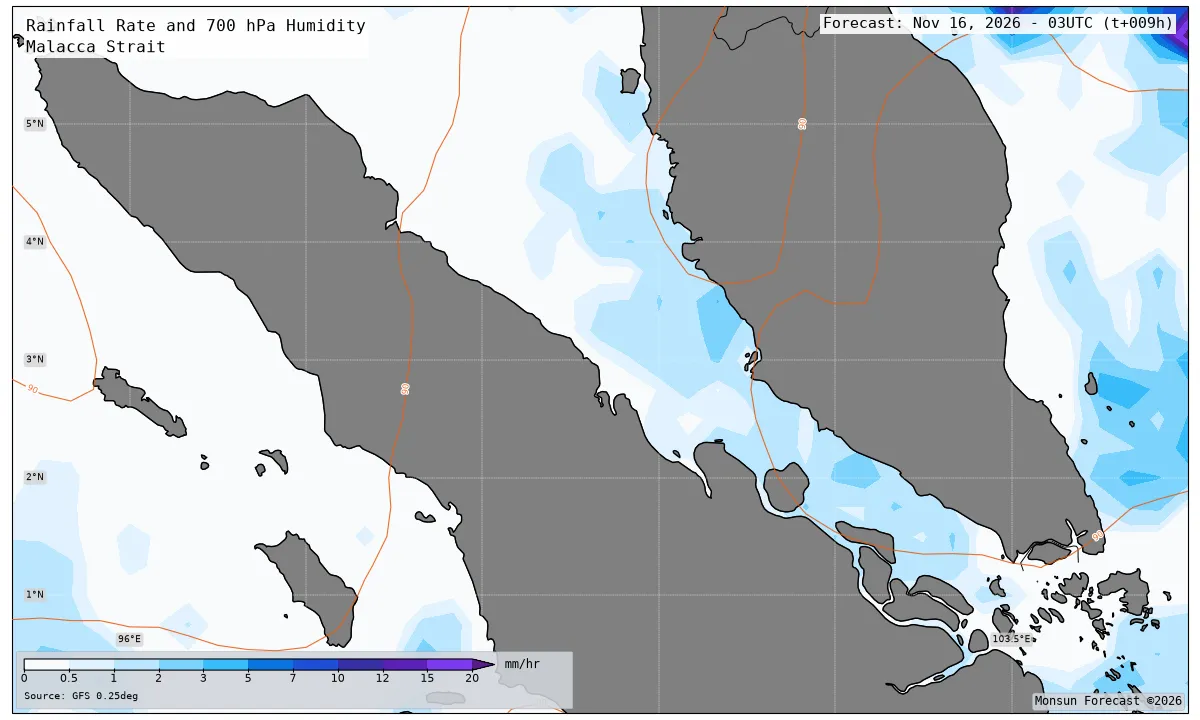 Rainfall Rate and 700 hPa Humidity
Malacca Strait
Forecast: Nov 16, 2026 - 03UTC (t+009h)
5°N
90
4°N
3°N
90
90
2°N
90
1°N
96°E
103.5°E
mm/hr
0 0.5 1 2 3 5 7 10 12 15 20
Source: GFS 0.25deg
Monsun Forecast ©2026